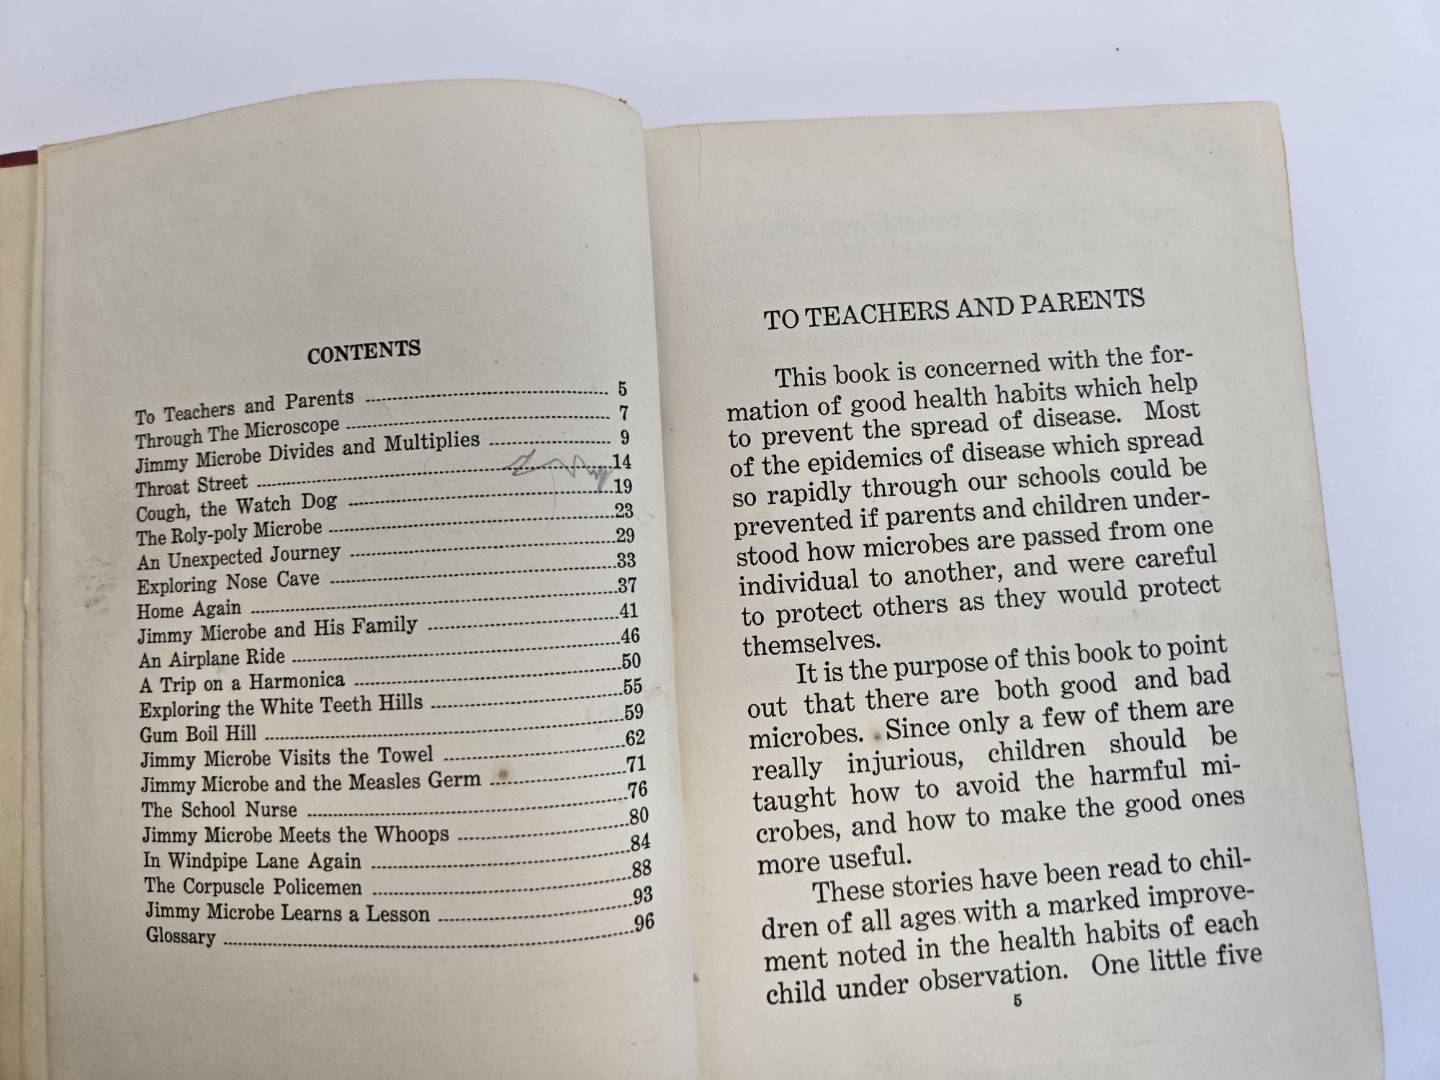 CONTENTS
To Teachers and Parents 5
Through The Microscope 7
Jimmy Microbe Divides and Multiplies 9
Throat Street 14
Cough, the Watch Dog 19
The Roly-poly Microbe 23
An Unexpected Journey 29
Exploring Nose Cave 33
Home Again 37
Jimmy Microbe and His Family 41
An Airplane Ride 46
A Trip on a Harmonica 50
Exploring the White Teeth Hills 55
Gum Boil Hill 59
Jimmy Microbe Visits the Towel 62
Jimmy Microbe and the Measles Germ 71
The School Nurse 76
Jimmy Microbe Meets the Whoops 80
In Windpipe Lane Again 84
The Corpuscle Policemen 88
Jimmy Microbe Learns a Lesson 93
Glossary 96
TO TEACHERS AND PARENTS
This book is concerned with the for-
mation of good health habits which help
to prevent the spread of disease. Most
of the epidemics of disease which spread
so rapidly through our schools could be
prevented if parents and children under-
stood how microbes are passed from one
individual to another, and were careful
to protect others as they would protect
themselves.
It is the purpose of this book to point
out that there are both good and bad
microbes. Since only a few of them are
really injurious, children should be
taught how to avoid the harmful mi-
crobes, and how to make the good ones
more useful.
These stories have been read to chil-
dren of all ages with a marked improve-
ment noted in the health habits of each
child under observation. One little five
5